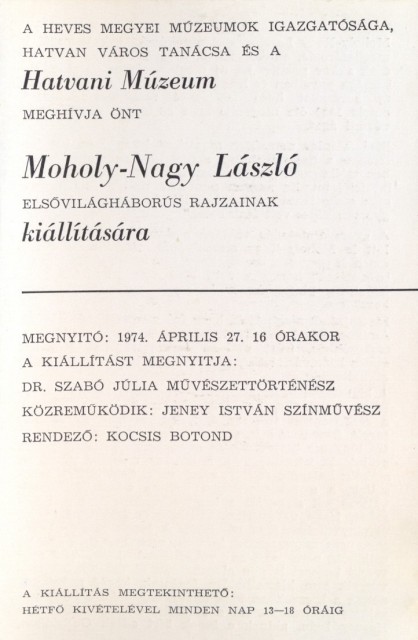 A HEVES MEGYEI MÚZEUMOK IGAZGATÓSÁGA,
HATVAN VÁROS TANÁCSA ÉS A
Hatvani Múzeum
MEGHÍVJA ÖNT
Moholy-Nagy László
ELSŐVILÁGHÁBORÚS RAJZAINAK
kiállítására
MEGNYITÓ: 1974. ÁPRILIS 27. 16 ÓRAKOR
A KIÁLLÍTÁST MEGNYITJA:
DR. SZABÓ JÚLIA MŰVÉSZETTÖRTÉNÉSZ
KÖZREMŰKÖDIK: JENEY ISTVÁN SZÍNMŰVÉSZ
RENDEZŐ: KOCSIS BOTOND
A KIÁLLÍTÁS MEGTEKINTHETŐ:
HÉTFŐ KIVÉTELÉVEL MINDEN NAP 13—18 ÓRÁIG